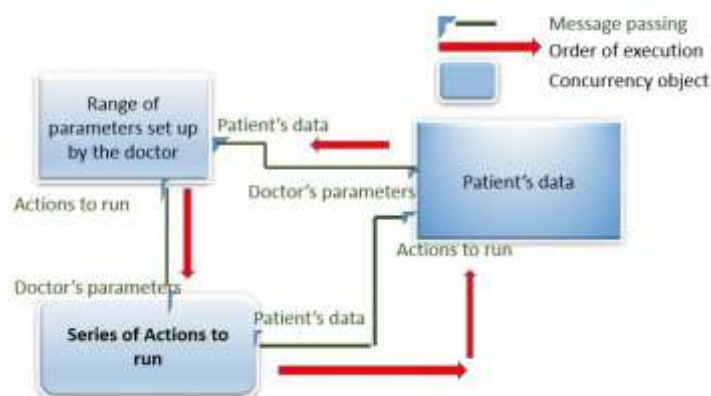 Message passing
Order of execution
Concurrency object
Range of
parameters set up
by the doctor
Patient's data
Patient's data
Doctor's parameters
Actions to run
Actions to run
Doctor's parameters
Patient's data
Series of Actions to
run